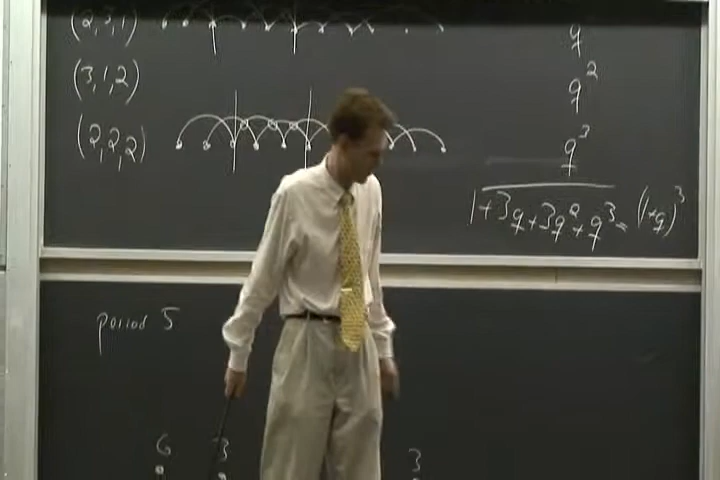 (2,3,1)
q
(3,1,2)
q^2
(2,2,2)
q^3
1+3q+3q^2+q^3=(1+q)^3
period 5
6 3 3